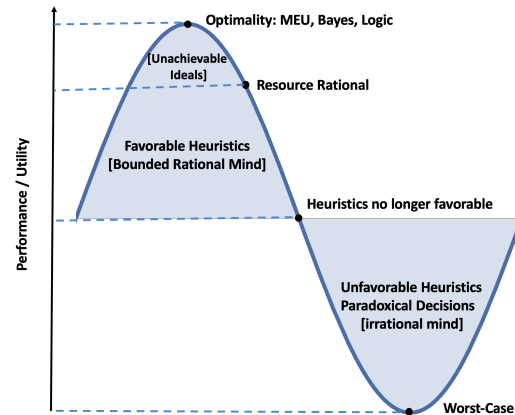 Optimality: MEU, Bayes, Logic
[Unachievable
Ideals]
Resource Rational
Favorable Heuristics
[Bounded Rational Mind]
Performance / Utility
Heuristics no longer favorable
Unfavorable Heuristics
Paradoxical Decisions
[irrational mind]
Worst-Case